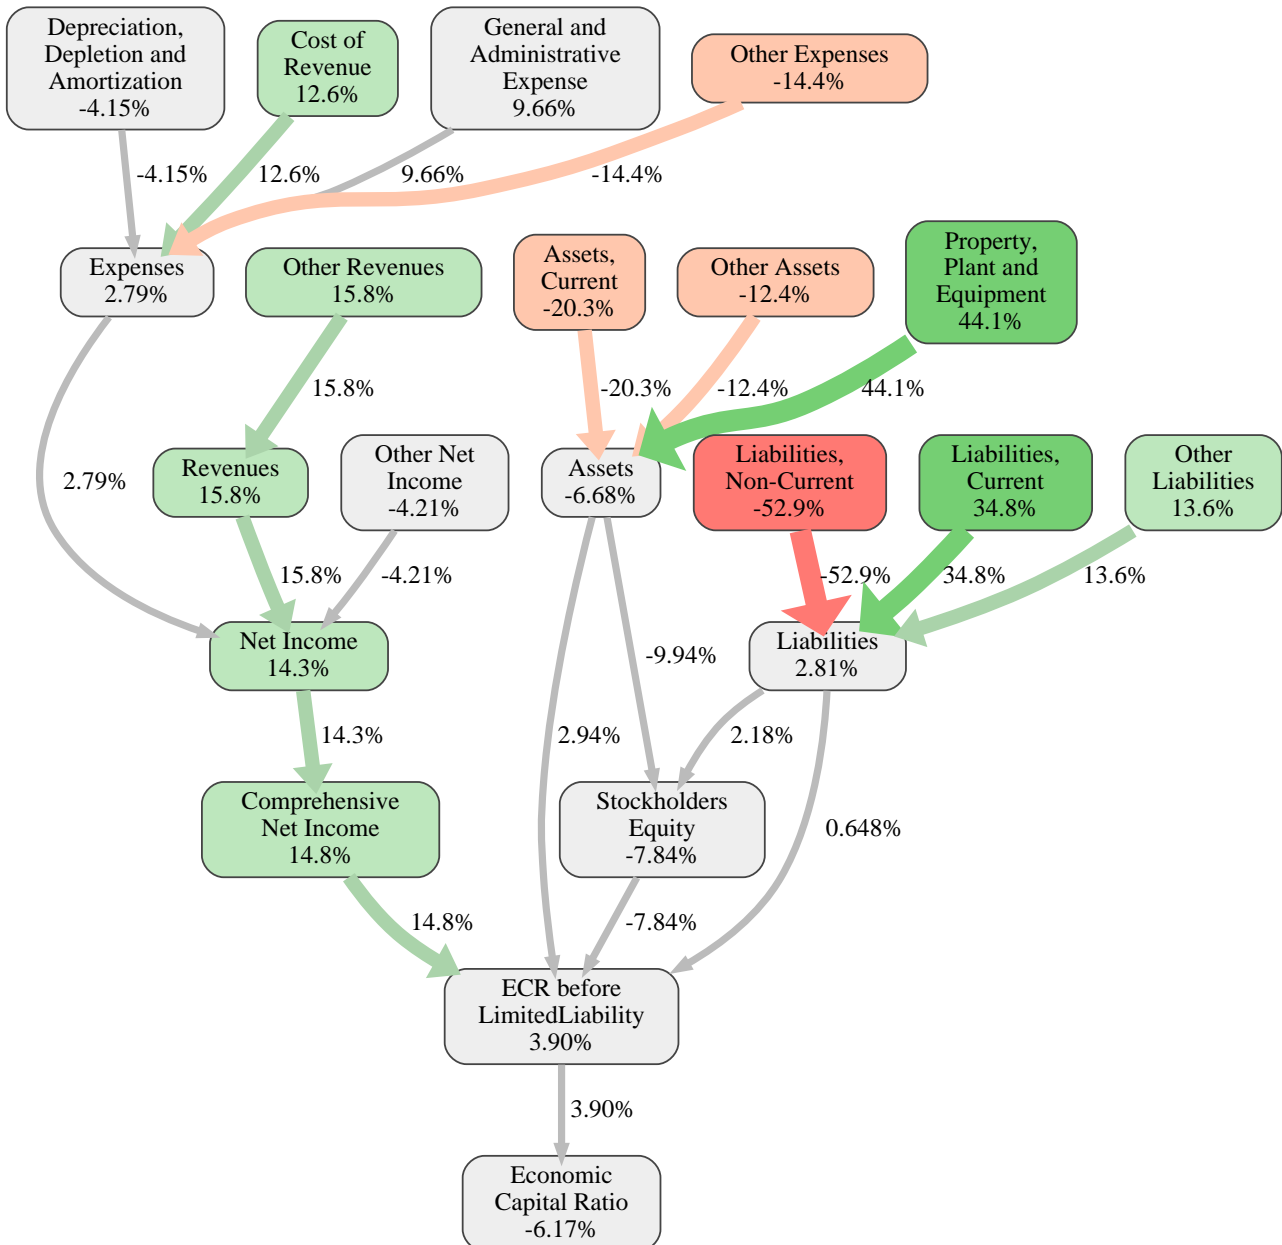 Depreciation,
Depletion and
Amortization
-4.15%
Cost of
Revenue
12.6%
General and
Administrative
Expense
9.66%
Other Expenses
-14.4%
-4.15%
12.6%
9.66%
-14.4%
Expenses
2.79%
Other Revenues
15.8%
Assets,
Current
-20.3%
Other Assets
-12.4%
Property,
Plant and
Equipment
44.1%
15.8%
-20.3%
-12.4%
44.1%
2.79%
Revenues
15.8%
Other Net
Income
-4.21%
Assets
-6.68%
Liabilities,
Non-Current
-52.9%
Liabilities,
Current
34.8%
Other
Liabilities
13.6%
15.8%
-4.21%
-52.9%
34.8%
13.6%
Net Income
14.3%
-9.94%
Liabilities
2.81%
14.3%
2.94%
2.18%
Comprehensive
Net Income
14.8%
Stockholders
Equity
-7.84%
0.648%
14.8%
-7.84%
ECR before
LimitedLiability
3.90%
3.90%
Economic
Capital Ratio
-6.17%